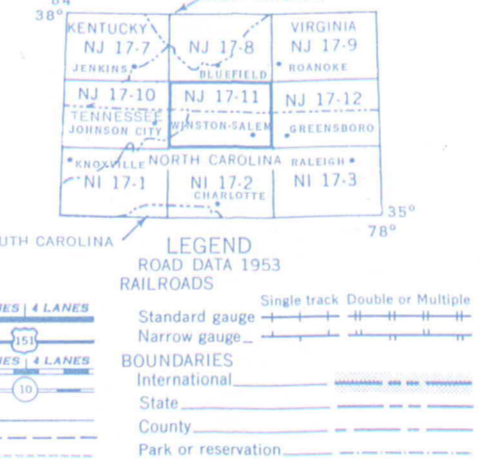 84°
38°
KENTUCKY VIRGINIA
NJ 17-7 NJ 17-8 NJ 17-9
JENKINS BLUEFIELD ROANOKE
NJ 17-10 NJ 17-11 NJ 17-12
TENNESSEE
JOHNSON CITY WINSTON-SALEM GREENSBORO
KNOXVILLE NORTH CAROLINA RALEIGH
NI 17-1 NI 17-2 NI 17-3
CHARLOTTE
35°
78°
UTH CAROLINA
LEGEND
ROAD DATA 1953
RAILROADS
Single track Double or Multiple
Standard gauge
Narrow gauge
BOUNDARIES
International
State
County
Park or reservation
ES 4 LANES
151
ES 4 LANES
10